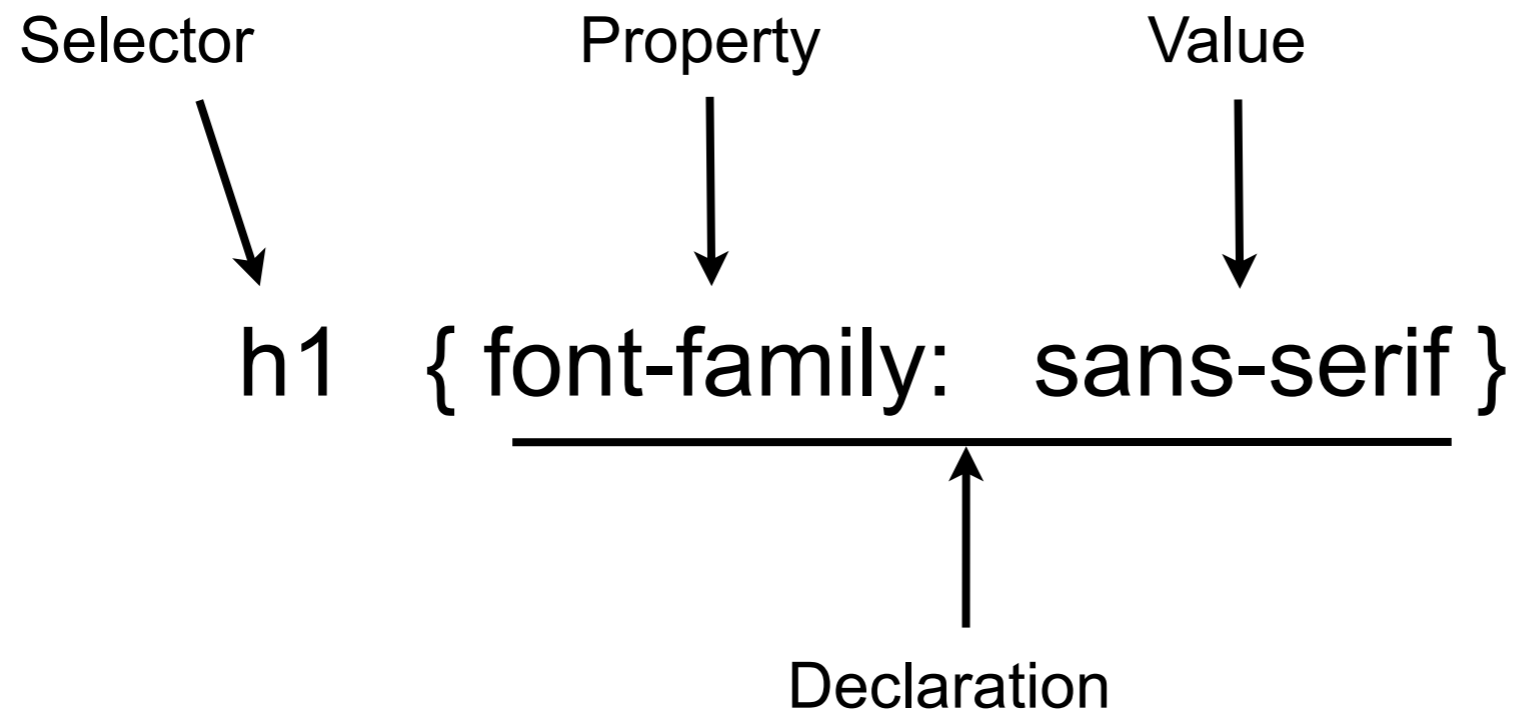 Selector Property Value
h1 { font-family: sans-serif }
Declaration